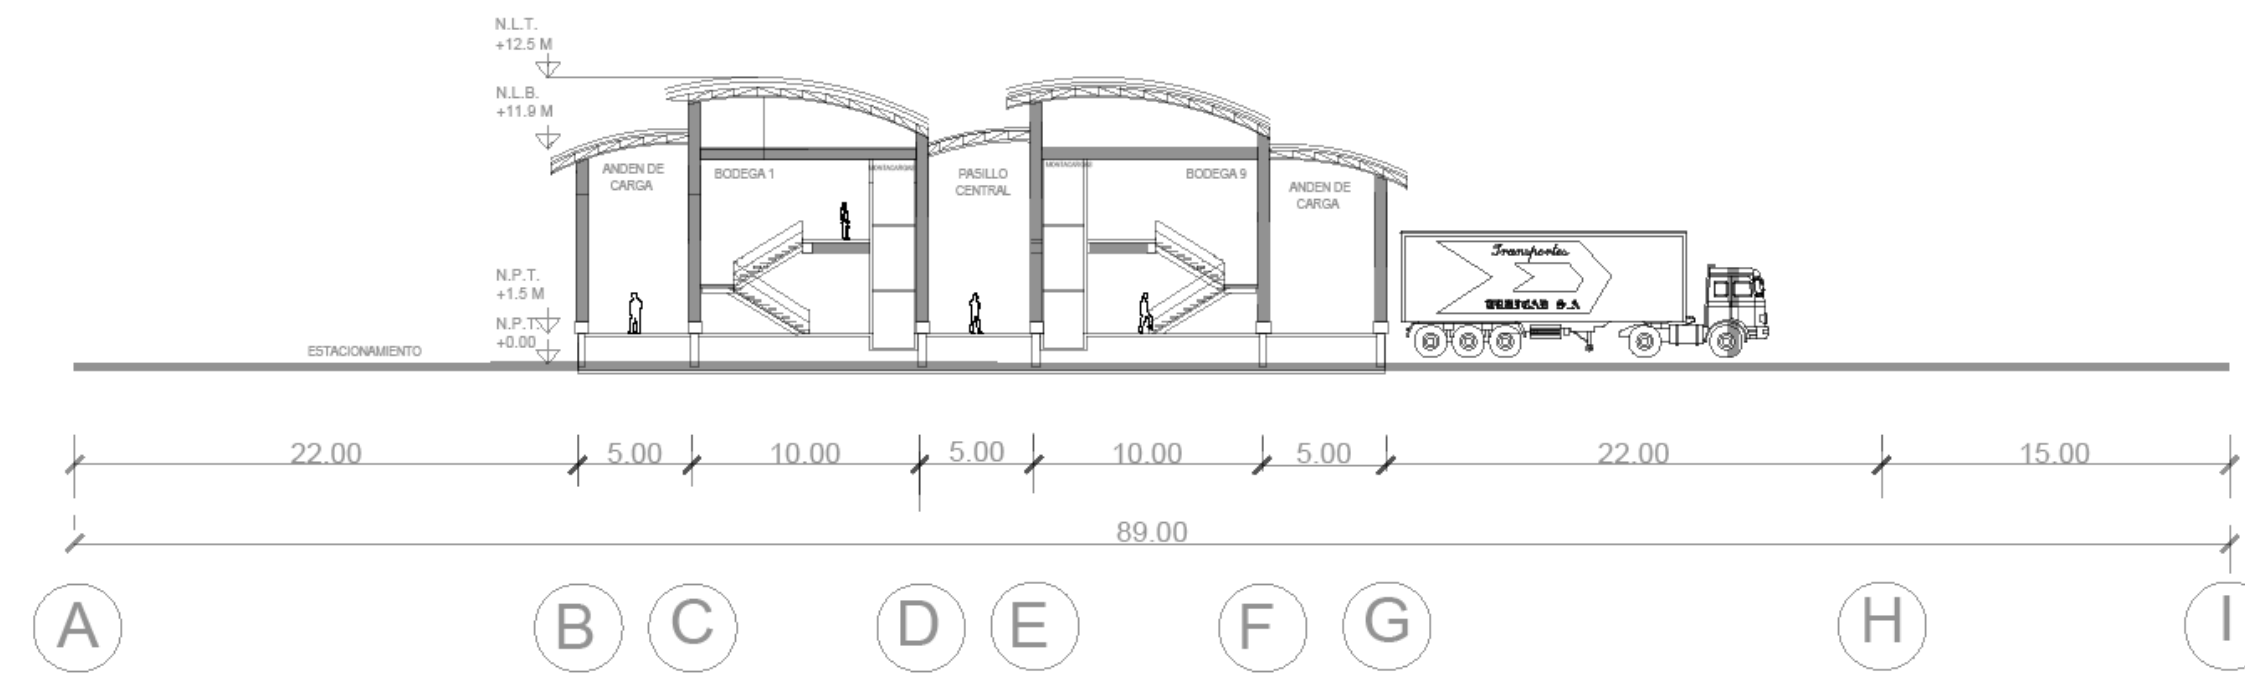 N.L.T.
+12.5 M
N.L.B.
+11.9 M
ANDEN DE
CARGA
BODEGA 1
MONTACARGAS
PASILLO
CENTRAL
MONTACARGAS
BODEGA 9
ANDEN DE
CARGA
N.P.T.
+1.5 M
N.P.T.
+0.00
ESTACIONAMIENTO
Transportes
S.A
22.00
5.00
10.00
5.00
10.00
5.00
22.00
15.00
89.00
A
B
C
D
E
F
G
H
I